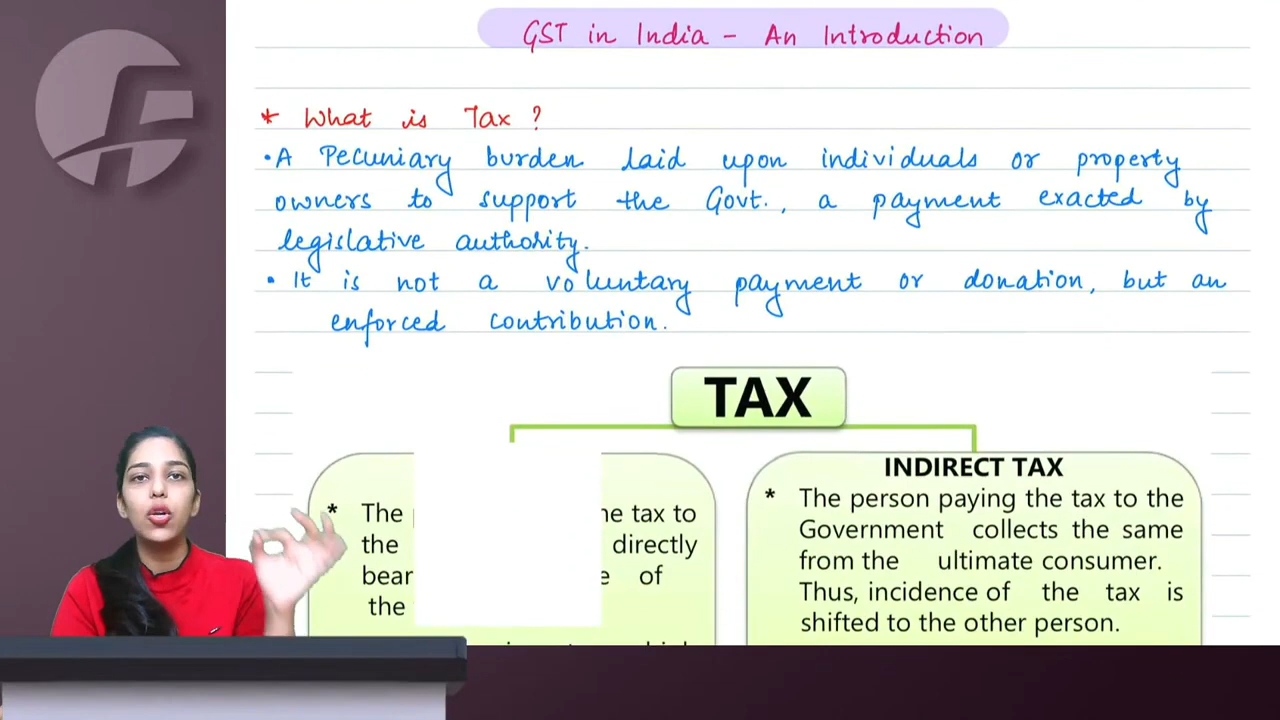 GST in India - An Introduction
* What is Tax ?
• A Pecuniary burden laid upon individuals or property
owners to support the Govt., a payment exacted by
legislative authority.
• It is not a voluntary payment or donation, but an
enforced contribution.
TAX
* The
the tax to
the directly
bear of
the
INDIRECT TAX
* The person paying the tax to the
Government collects the same
from the ultimate consumer.
Thus, incidence of the tax is
shifted to the other person.